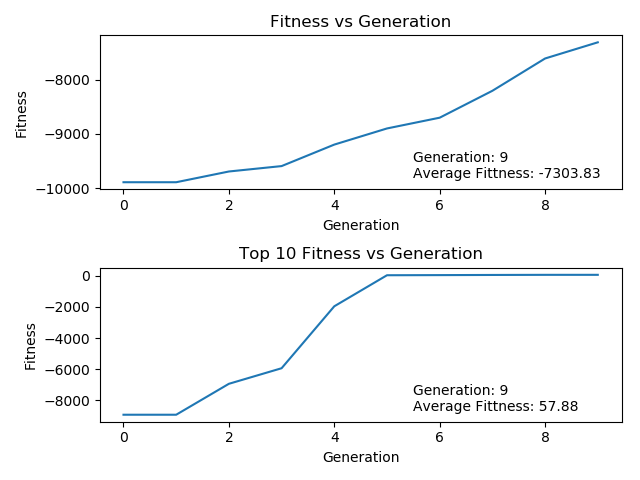 Fitness vs Generation
Fitness
−8000
−9000
−10000
Generation: 9
Average Fittness: -7303.83
0 2 4 6 8
Generation
Top 10 Fitness vs Generation
Fitness
0
−2000
−4000
−6000
−8000
Generation: 9
Average Fittness: 57.88
0 2 4 6 8
Generation